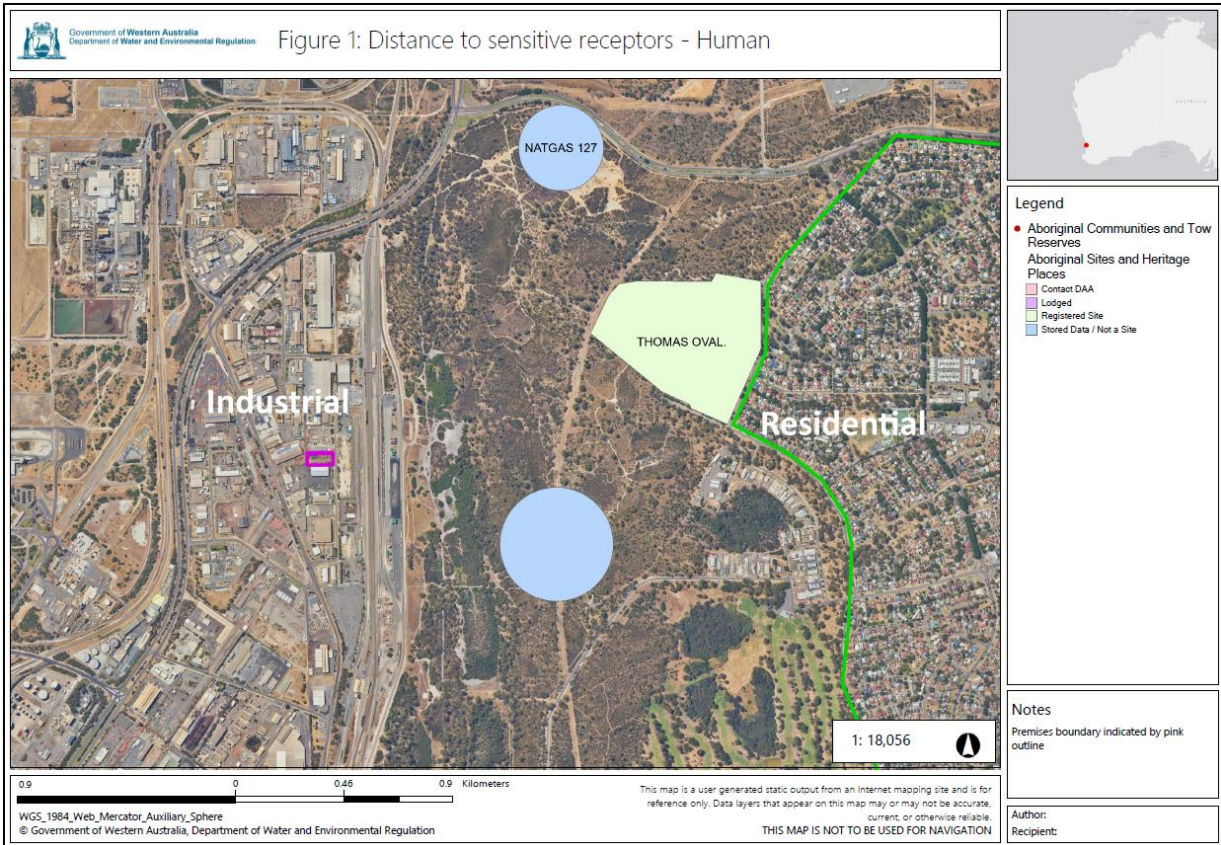 Government of Western Australia
Department of Water and Environmental Regulation
Figure 1: Distance to sensitive receptors - Human
NATGAS 127
THOMAS OVAL.
Industrial
Residential
1: 18,056
AUSTRALIA
Legend
Aboriginal Communities and Tow
Reserves
Aboriginal Sites and Heritage
Places
Contact DAA
Lodged
Registered Site
Stored Data / Not a Site
Notes
Premises boundary indicated by pink
outline
0.9 0 0.46 0.9 Kilometers
WGS_1984_Web_Mercator_Auxiliary_Sphere
© Government of Western Australia, Department of Water and Environmental Regulation
This map is a user generated static output from an Internet mapping site and is for
reference only. Data layers that appear on this map may or may not be accurate,
current, or otherwise reliable.
THIS MAP IS NOT TO BE USED FOR NAVIGATION
Author:
Recipient: